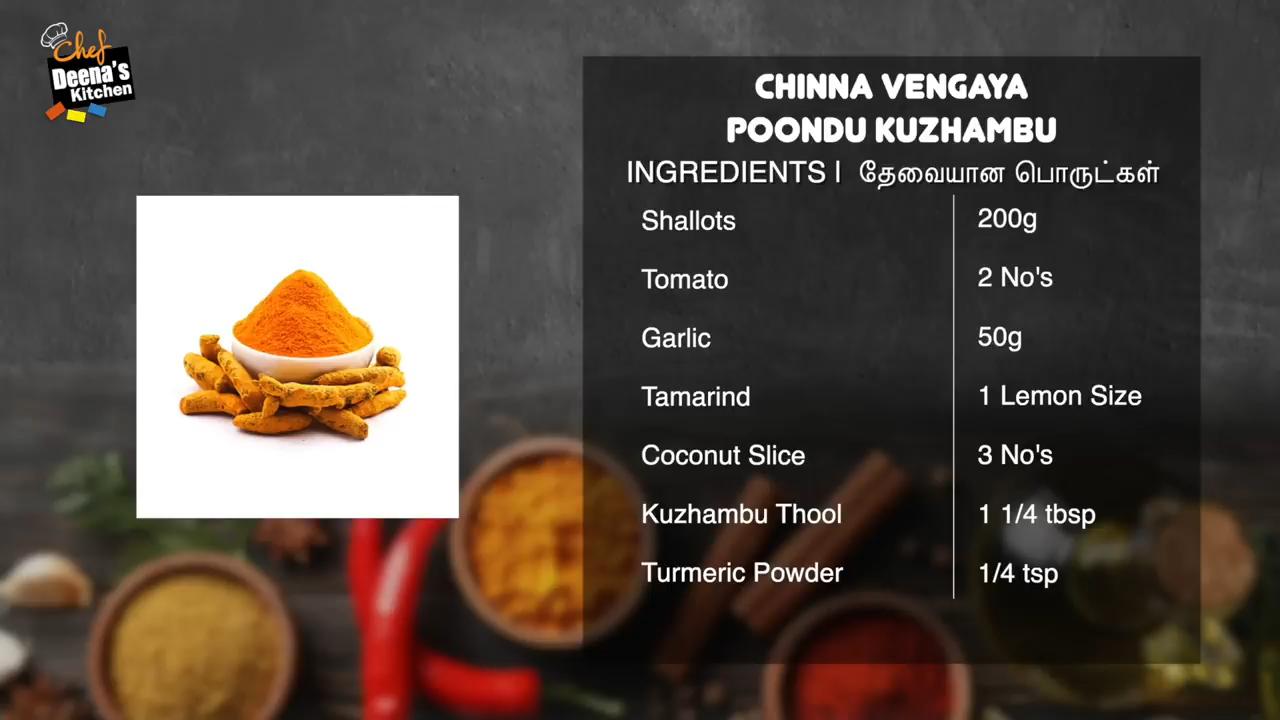 Chef
Deena's
Kitchen
CHINNA VENGAYA
POONDU KUZHAMBU
INGREDIENTS | தேவையான பொருட்கள்
Shallots 200g
Tomato 2 No's
Garlic 50g
Tamarind 1 Lemon Size
Coconut Slice 3 No's
Kuzhambu Thool 1 1/4 tbsp
Turmeric Powder 1/4 tsp